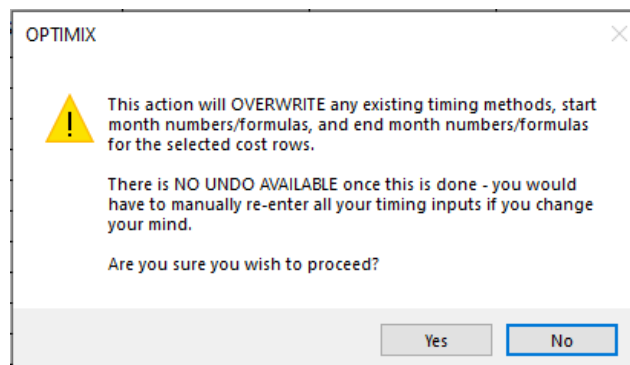 OPTIMIX
This action will OVERWRITE any existing timing methods, start
month numbers/formulas, and end month numbers/formulas
for the selected cost rows.
There is NO UNDO AVAILABLE once this is done - you would
have to manually re-enter all your timing inputs if you change
your mind.
Are you sure you wish to proceed?
Yes
No